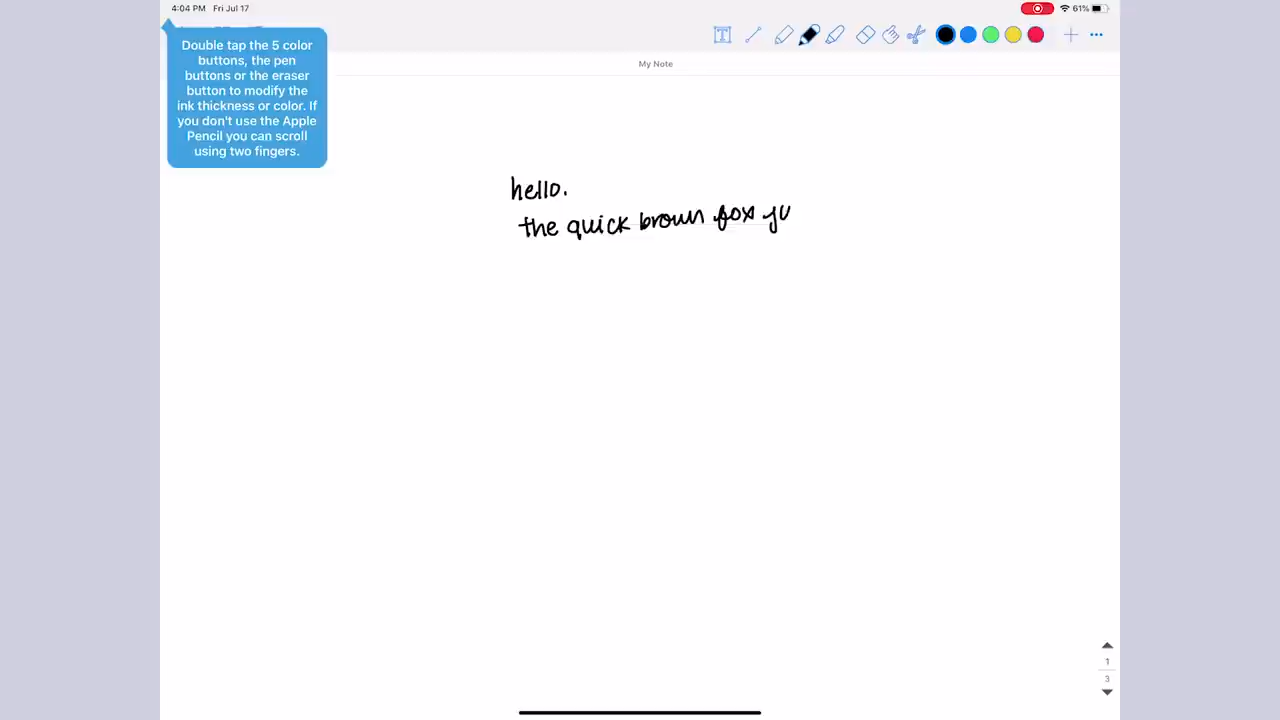 4:04 PM Fri Jul 17
61%
Double tap the 5 color
buttons, the pen
buttons or the eraser
button to modify the
ink thickness or color. If
you don't use the Apple
Pencil you can scroll
using two fingers.
T
My Note
hello.
the quick brown fox ju
1
3